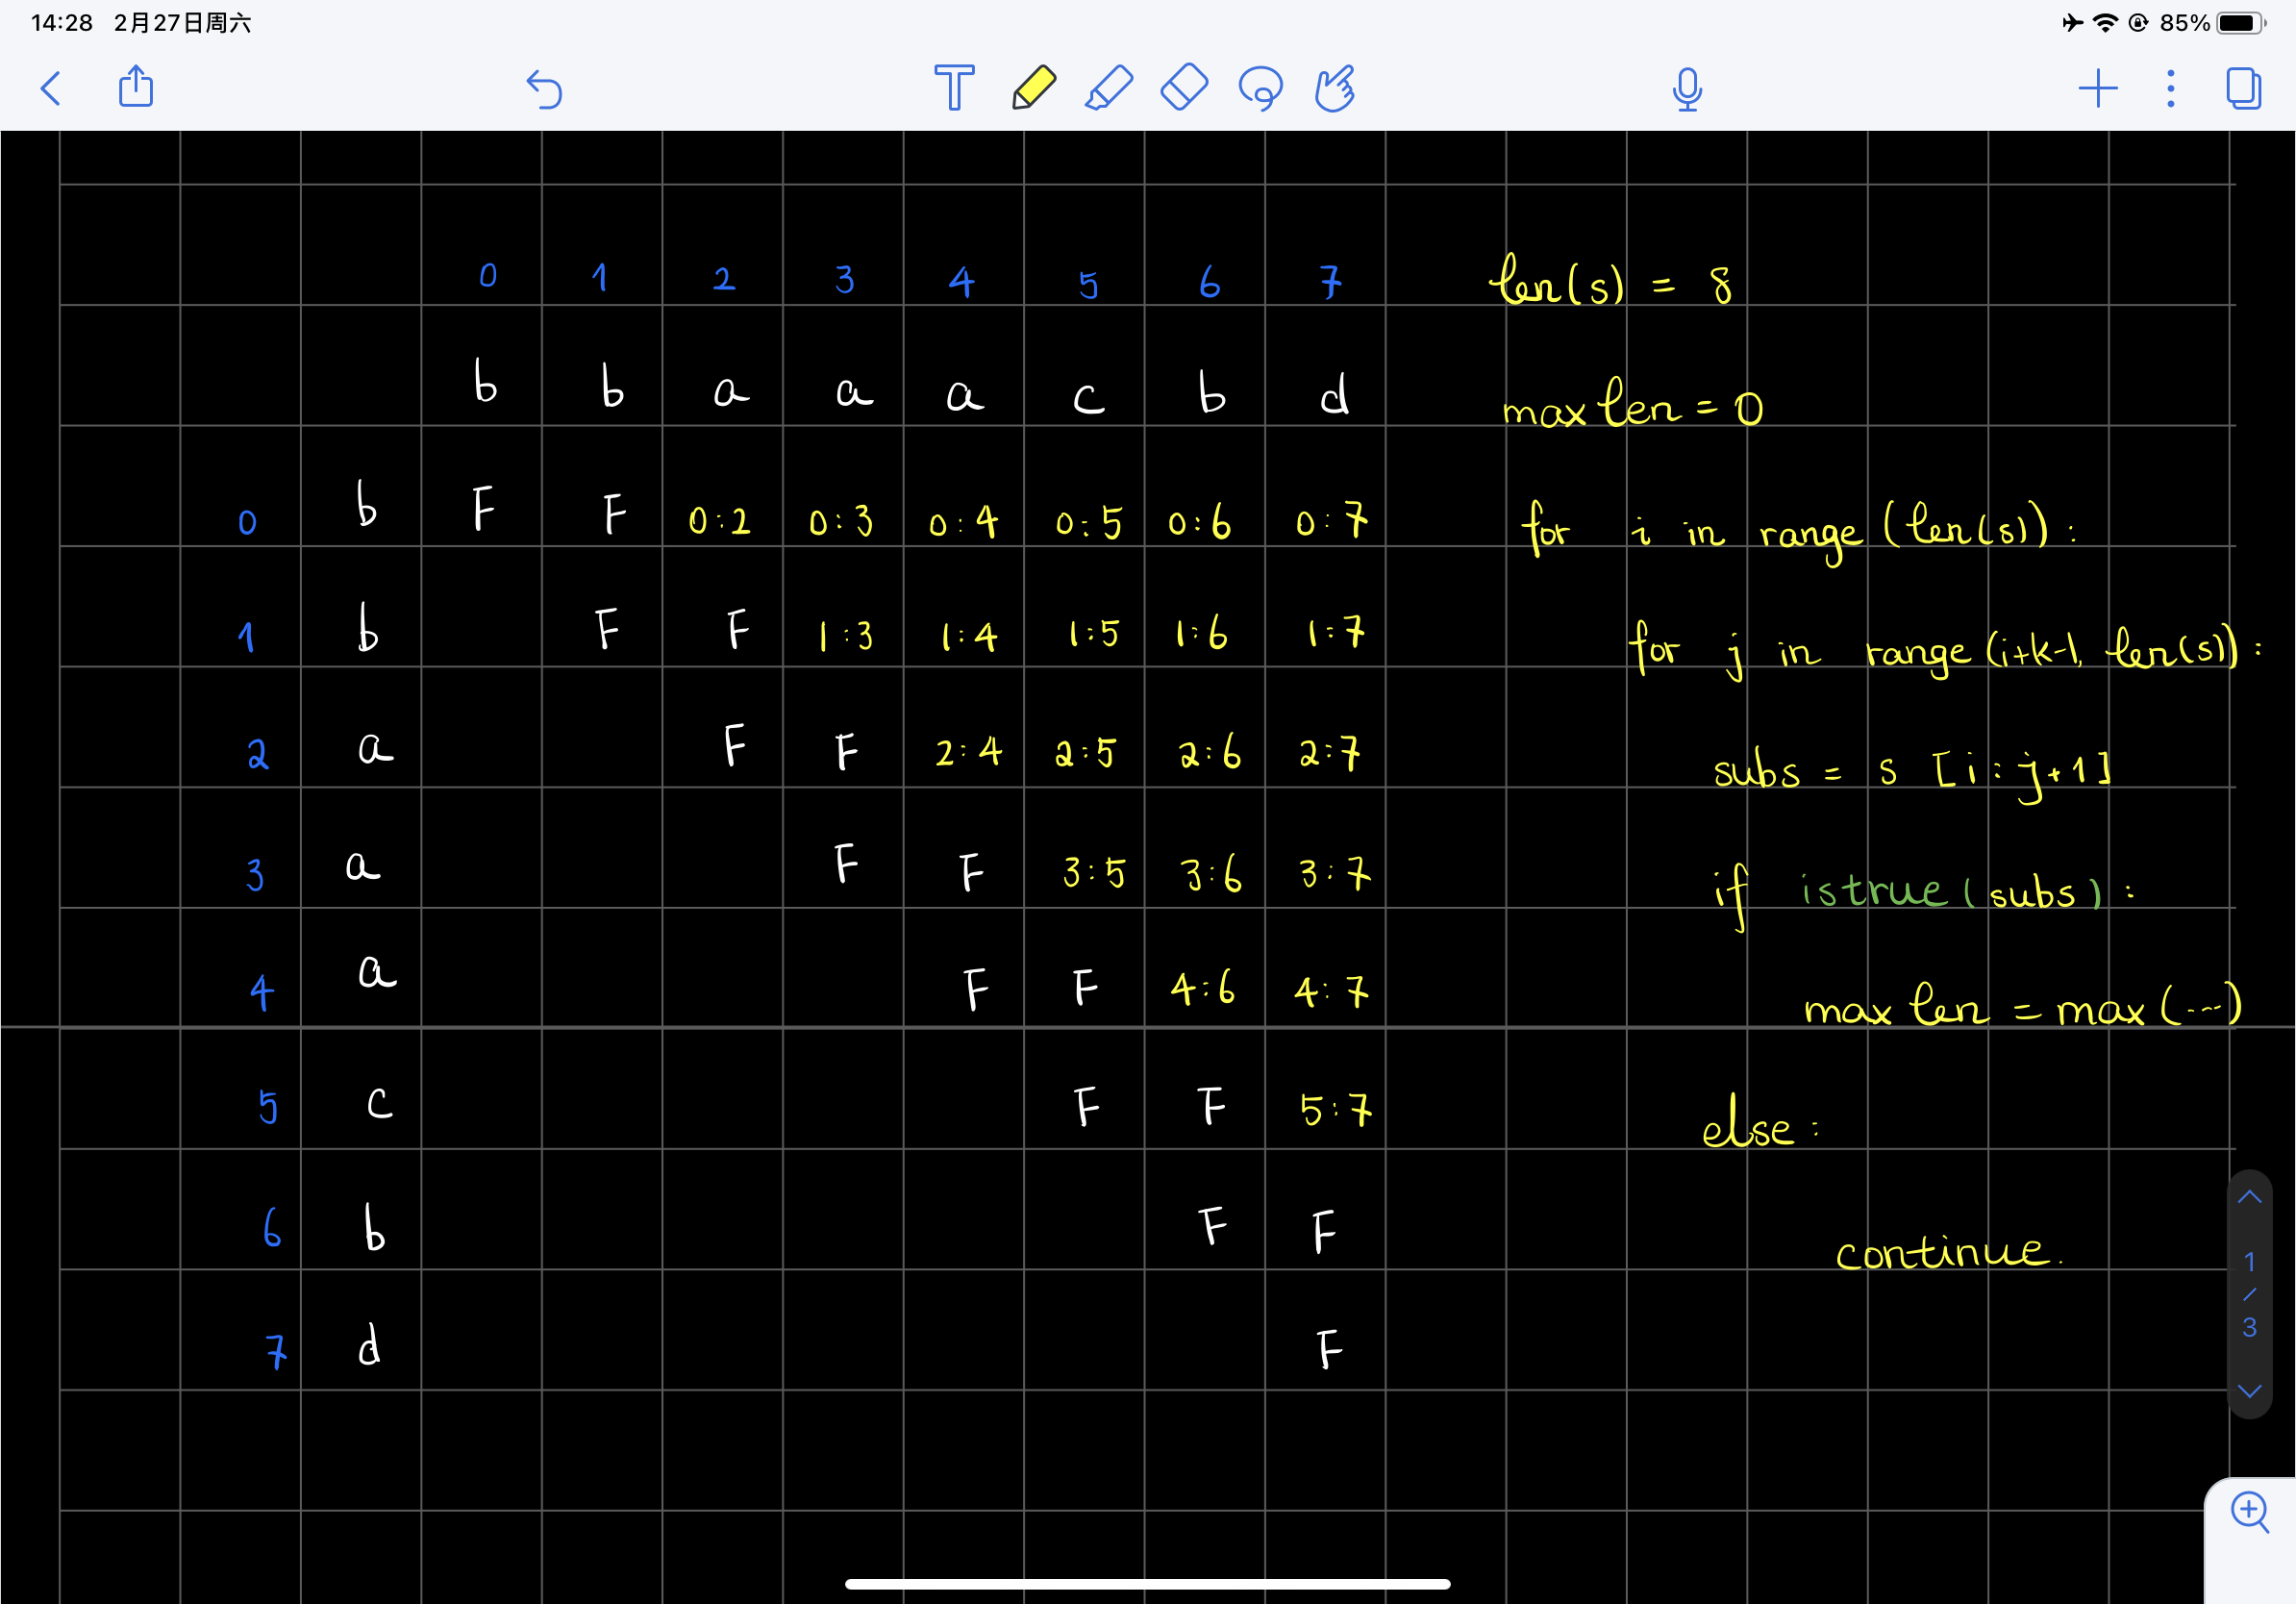 14:28 2月27日周六 85%
0 1 2 3 4 5 6 7 len(s) = 8
b b a a a c b d maxlen = 0
0 b F F 0:2 0:3 0:4 0:5 0:6 0:7 for i in range(len(s)):
1 b F F 1:3 1:4 1:5 1:6 1:7 for j in range(i+k-1, len(s)):
2 a F F 2:4 2:5 2:6 2:7 subs = s [i:j+1]
3 a F F 3:5 3:6 3:7 if istrue(subs):
4 a F F 4:6 4:7 maxlen = max(---)
5 c F F 5:7 else:
6 b F F continue.
7 d F
1
/
3